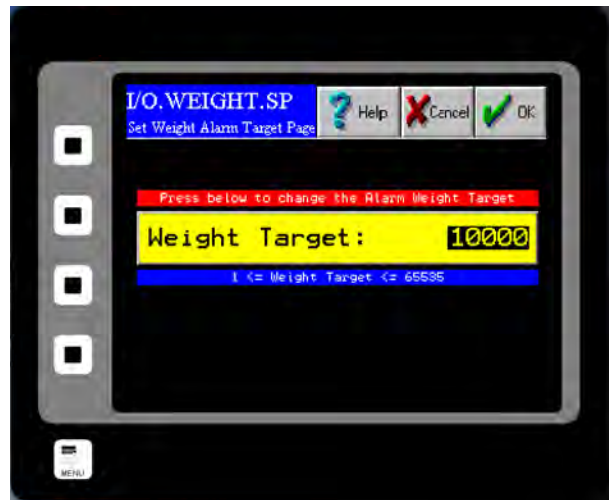 I/O.WEIGHT.SP
Set Weight Alarm Target Page
? Help
Cancel
OK
Press below to change the Alarm Weight Target
Weight Target: 10000
1 <= Weight Target <= 65535
MENU